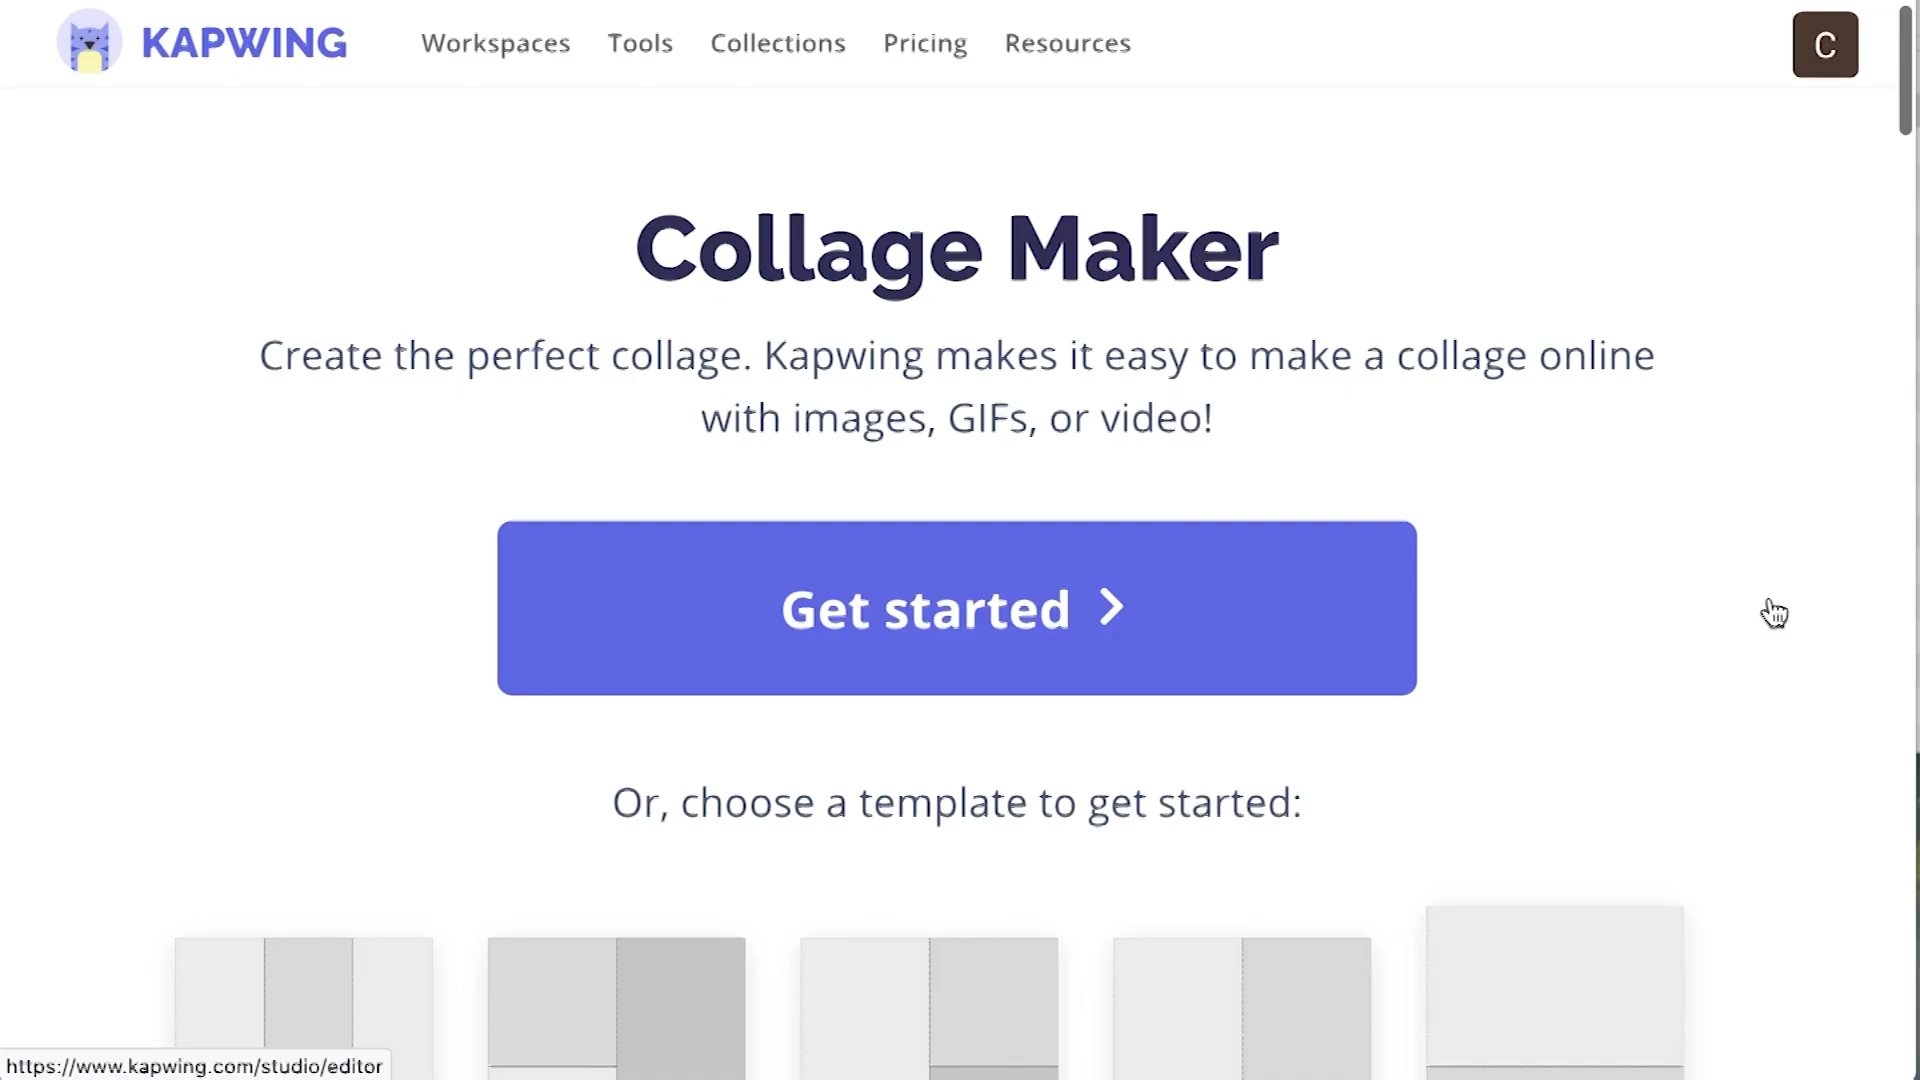 KAPWING
Workspaces
Tools
Collections
Pricing
Resources
C
Collage Maker
Create the perfect collage. Kapwing makes it easy to make a collage online
with images, GIFs, or video!
Get started
Or, choose a template to get started:
https://www.kapwing.com/studio/editor